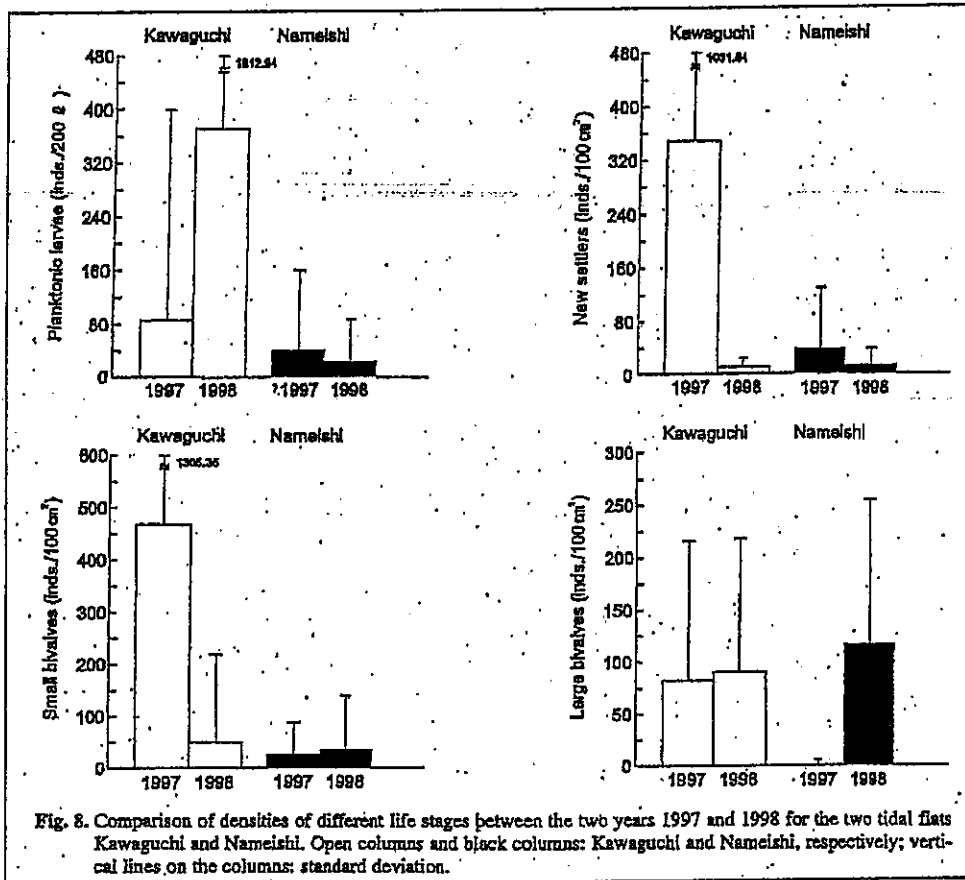 Kawaguchi Nameishi
Planktonic larvae (inds./200 ℓ)
480
400
320
240
160
80
0
1812.94
1997 1998 1997 1998
Kawaguchi Nameishi
New settlers (inds./100 cm²)
480
400
320
240
160
80
0
1997 1998 1997 1998
Kawaguchi Nameishi
Small bivalves (inds./100 cm²)
600
500
400
300
200
100
0
1997 1998 1997 1998
Kawaguchi Nameishi
Large bivalves (inds./100 cm²)
300
250
200
150
100
50
0
1997 1998 1997 1998
Fig. 8. Comparison of densities of different life stages between the two years 1997 and 1998 for the two tidal flats
Kawaguchi and Nameishi. Open columns and black columns: Kawaguchi and Nameishi, respectively; verti-
cal lines on the columns: standard deviation.